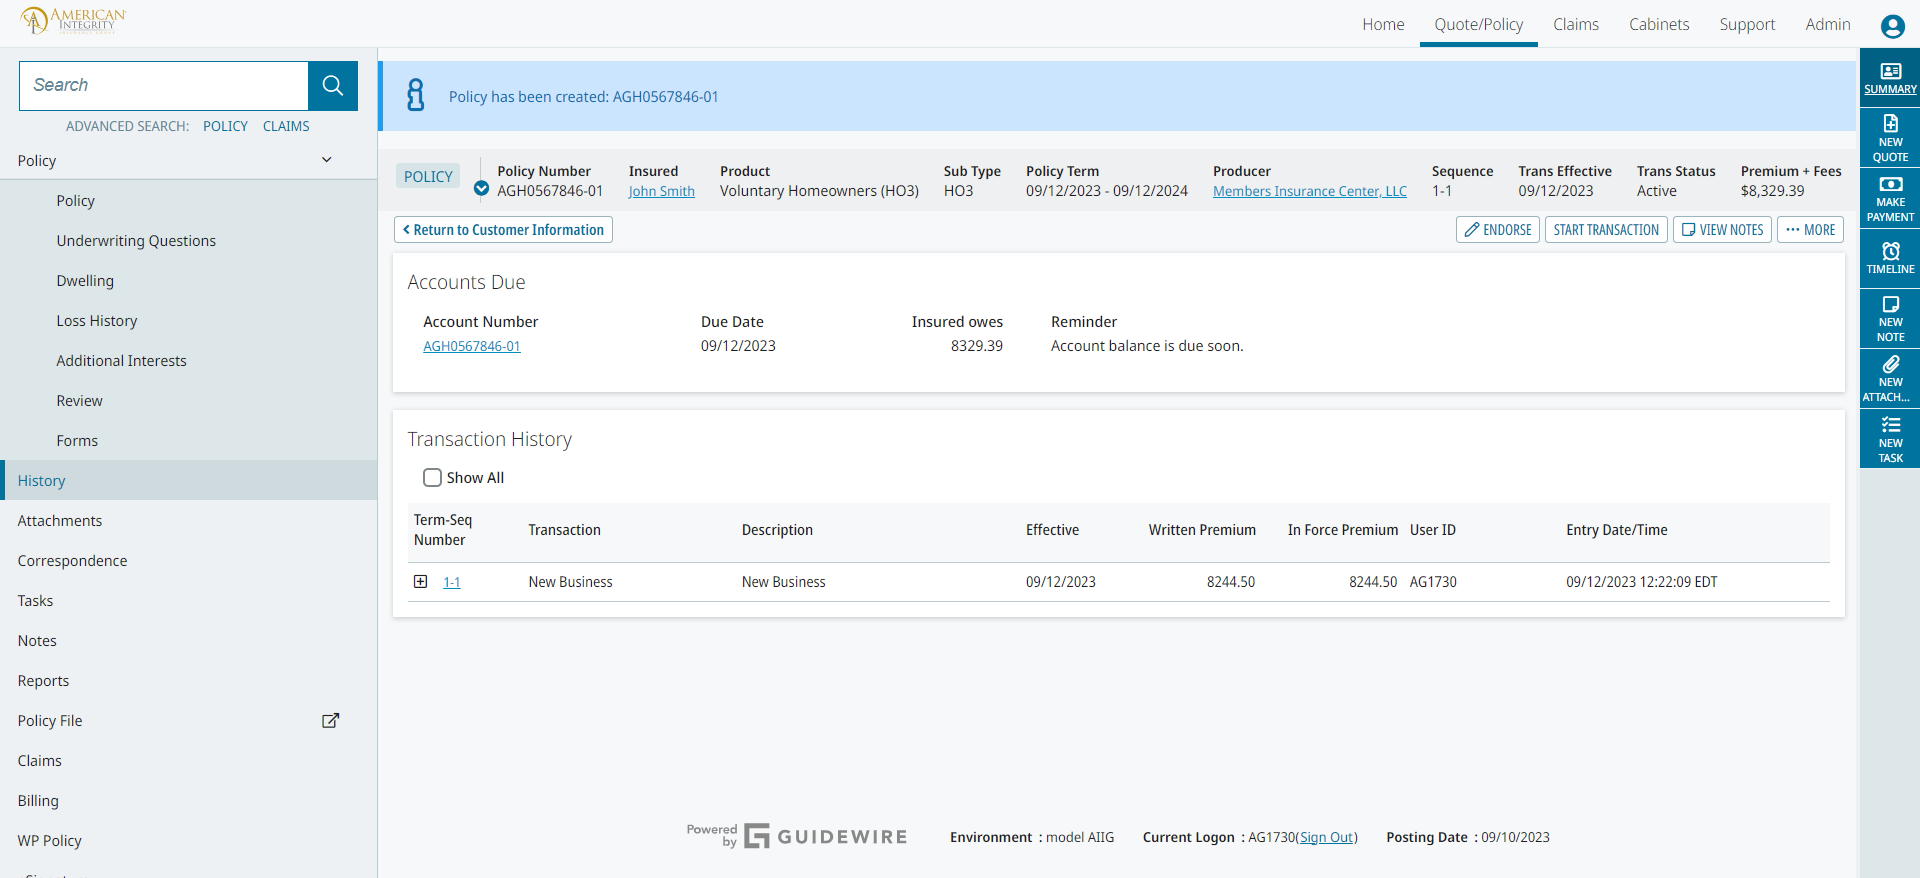 AMERICAN
INTEGRITY
Home Quote/Policy Claims Cabinets Support Admin
Search
ADVANCED SEARCH: POLICY CLAIMS
Policy
Policy
Underwriting Questions
Dwelling
Loss History
Additional Interests
Review
Forms
History
Attachments
Correspondence
Tasks
Notes
Reports
Policy File
Claims
Billing
WP Policy
Policy has been created: AGH0567846-01
POLICY
Policy Number Insured Product Sub Type Policy Term Producer Sequence Trans Effective Trans Status Premium + Fees
AGH0567846-01 John Smith Voluntary Homeowners (HO3) HO3 09/12/2023 - 09/12/2024 Members Insurance Center, LLC 1-1 09/12/2023 Active $8,329.39
Return to Customer Information
ENDORSE START TRANSACTION VIEW NOTES ··· MORE
Accounts Due
Account Number Due Date Insured owes Reminder
AGH0567846-01 09/12/2023 8329.39 Account balance is due soon.
Transaction History
Show All
Term-Seq
Number Transaction Description Effective Written Premium In Force Premium User ID Entry Date/Time
1-1 New Business New Business 09/12/2023 8244.50 8244.50 AG1730 09/12/2023 12:22:09 EDT
Powered
by GUIDEWIRE
Environment : model AIIG Current Logon : AG1730(Sign Out) Posting Date : 09/10/2023
SUMMARY
NEW
QUOTE
MAKE
PAYMENT
TIMELINE
NEW
NOTE
NEW
ATTACH...
NEW
TASK